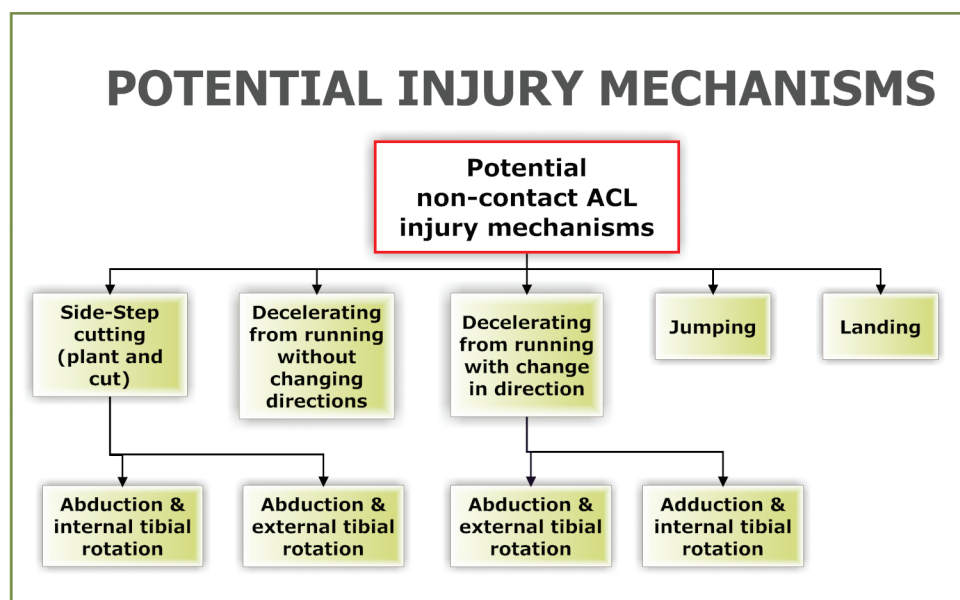 POTENTIAL INJURY MECHANISMS
Potential
non-contact ACL
injury mechanisms
Side-Step
cutting
(plant and
cut)
Decelerating
from running
without
changing
directions
Decelerating
from running
with change
in direction
Jumping
Landing
Abduction &
internal tibial
rotation
Abduction &
external tibial
rotation
Abduction &
external tibial
rotation
Adduction &
internal tibial
rotation